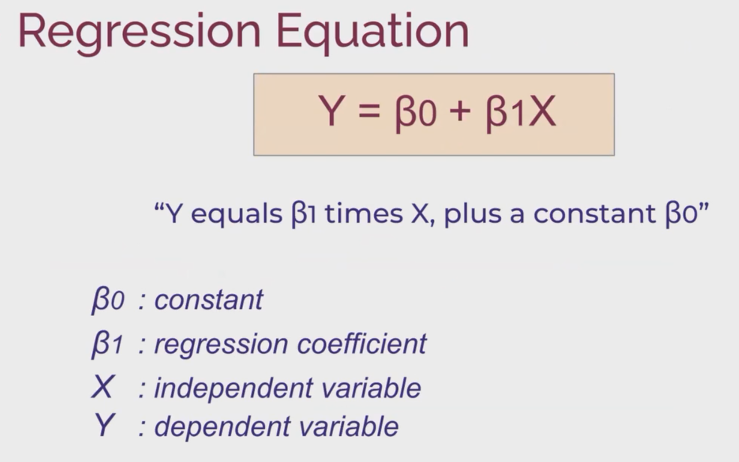 Regression Equation
Y = β0 + β1X
“Y equals β1 times X, plus a constant β0”
β0 : constant
β1 : regression coefficient
X : independent variable
Y : dependent variable